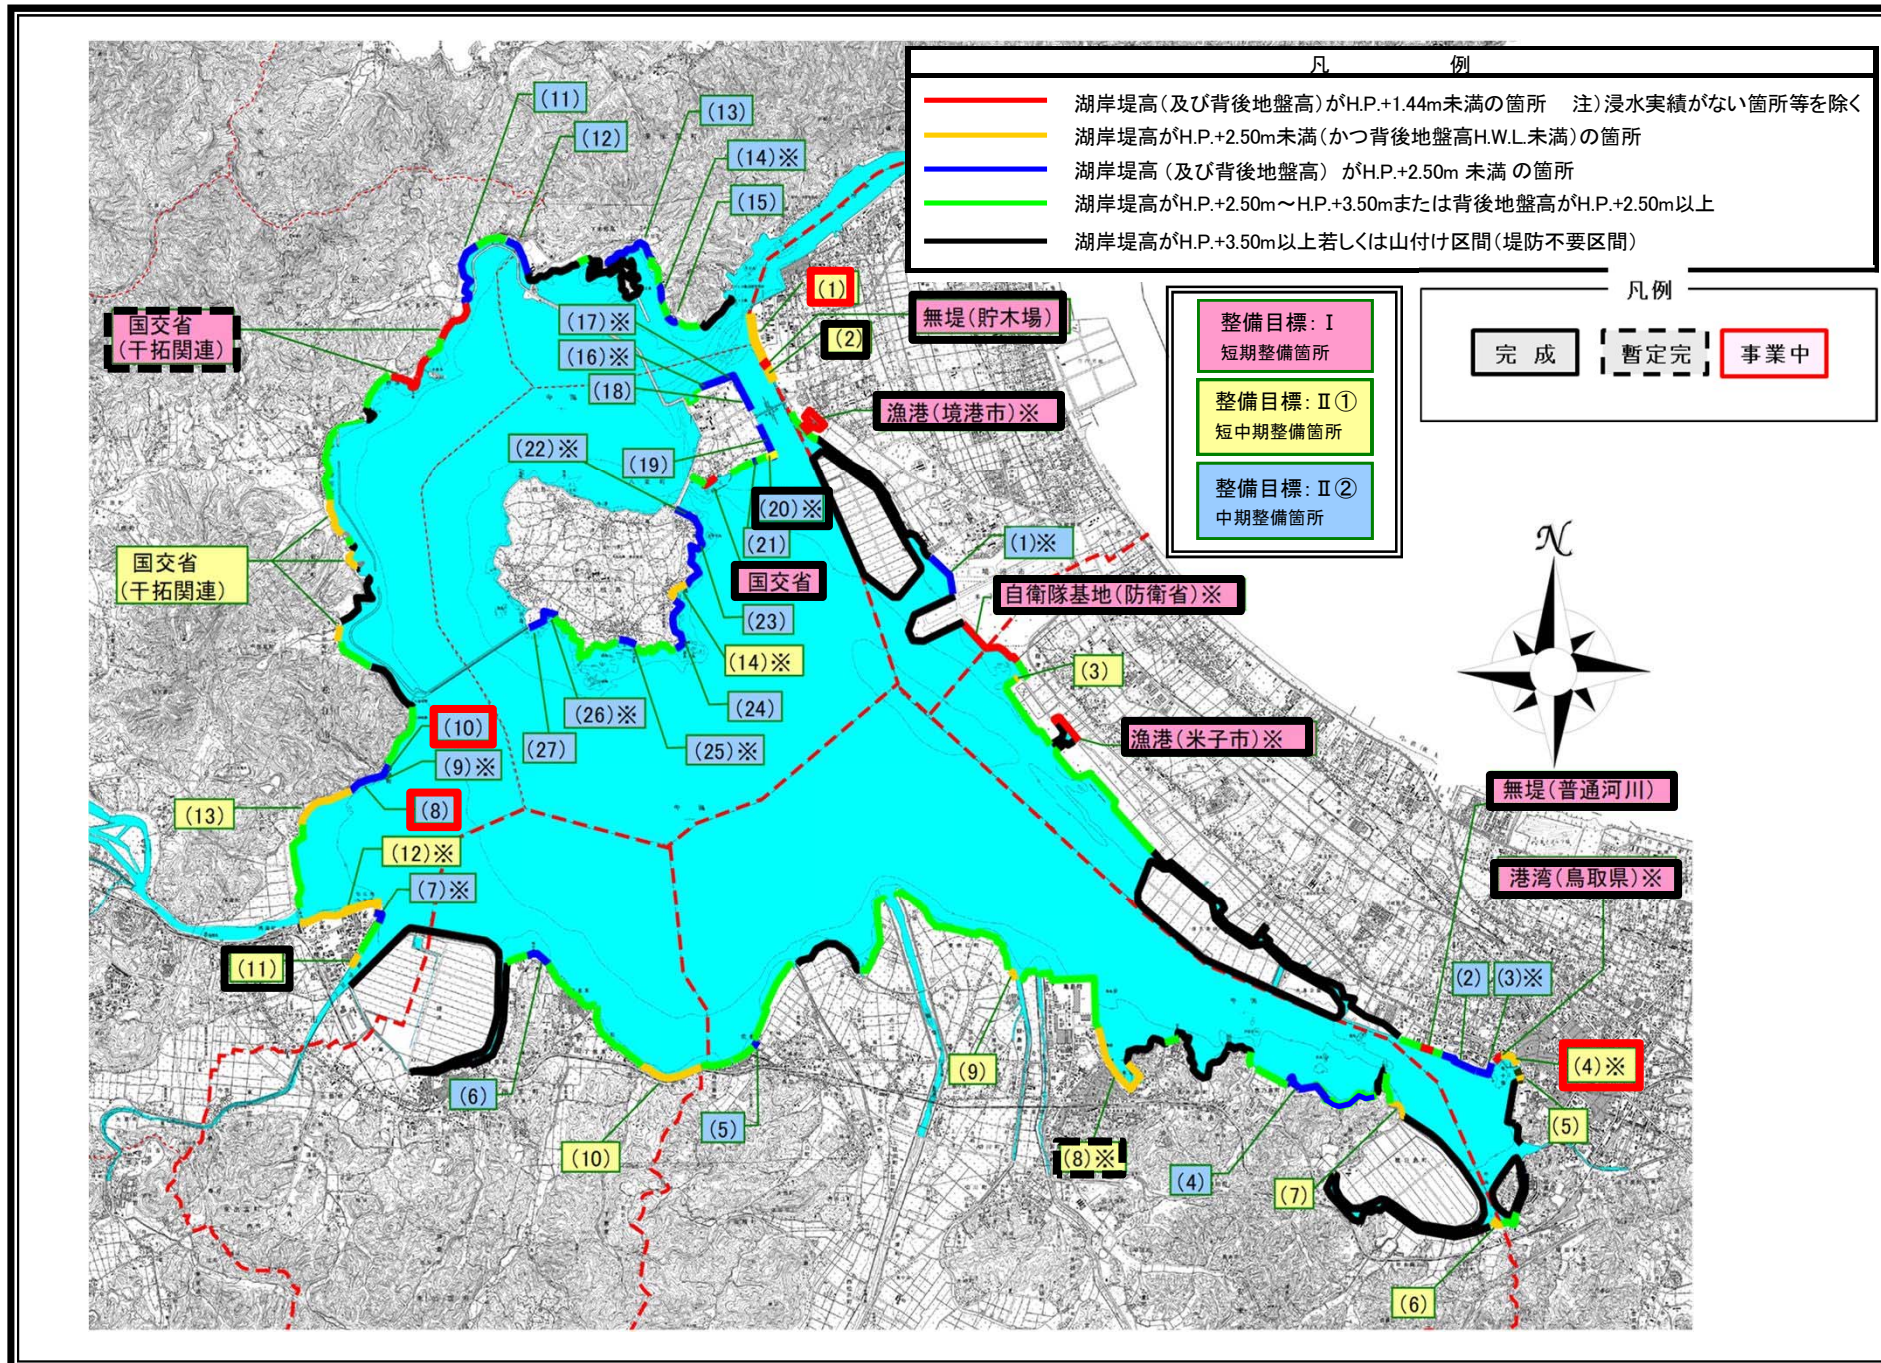 凡　　　例
湖岸堤高(及び背後地盤高)がH.P.+1.44m未満の箇所　注)浸水実績がない箇所等を除く
湖岸堤高がH.P.+2.50m未満(かつ背後地盤高H.W.L.未満)の箇所
湖岸堤高 (及び背後地盤高) がH.P.+2.50m 未満 の箇所
湖岸堤高がH.P.+2.50m～H.P.+3.50mまたは背後地盤高がH.P.+2.50m以上
湖岸堤高がH.P.+3.50m以上若しくは山付け区間(堤防不要区間)
凡例
完 成
暫定完
事業中
整備目標：Ⅰ
短期整備箇所
整備目標：Ⅱ①
短中期整備箇所
整備目標：Ⅱ②
中期整備箇所
N
(11)
(12)
(13)
(14)※
(15)
(1)
(2)
無堤(貯木場)
国交省
(干拓関連)
(17)※
(16)※
(18)
漁港(境港市)※
(22)※
(19)
(20)※
(21)
(1)※
国交省
(干拓関連)
国交省
自衛隊基地(防衛省)※
(23)
(14)※
(3)
(24)
(26)※
(10)
(27)
(25)※
漁港(米子市)※
(9)※
(8)
(13)
無堤(普通河川)
(12)※
(7)※
港湾(鳥取県)※
(11)
(2)
(3)※
(9)
(4)※
(6)
(5)
(5)
(10)
(8)※
(4)
(7)
(6)